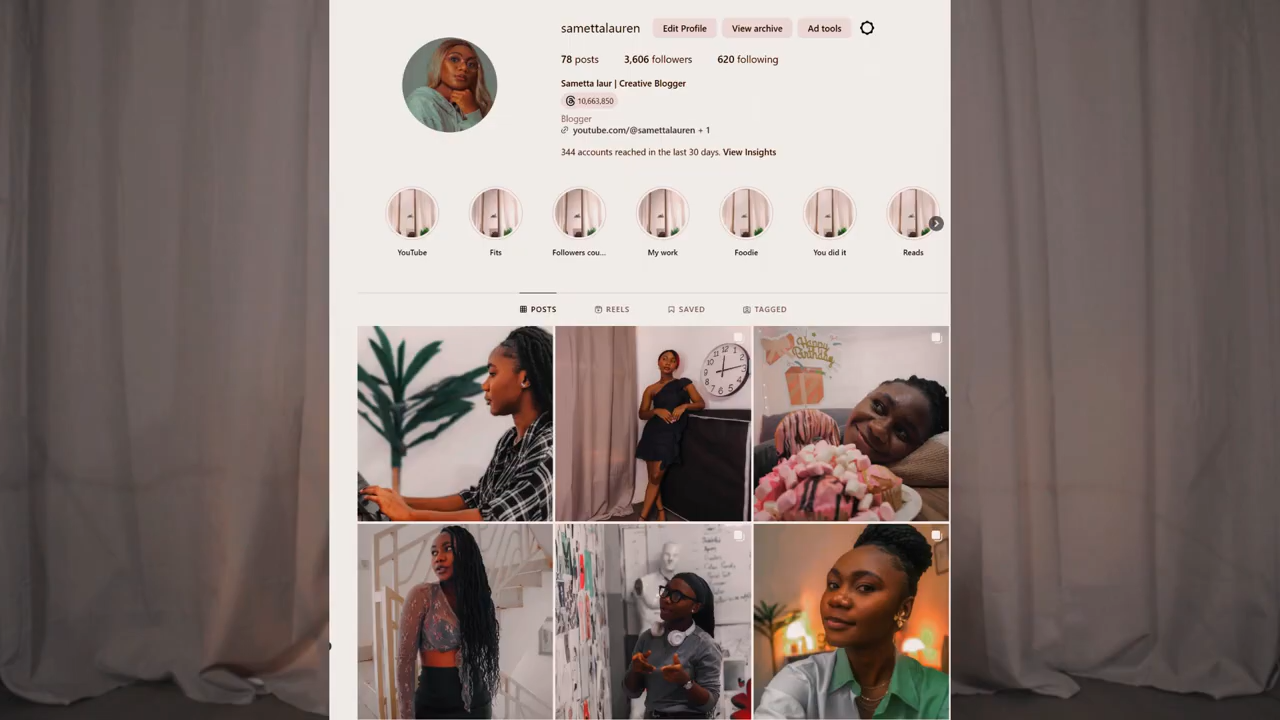 samettalauren Edit Profile View archive Ad tools
78 posts 3,606 followers 620 following
Sametta laur | Creative Blogger
10,663,850
Blogger
youtube.com/@samettalauren + 1
344 accounts reached in the last 30 days. View Insights
YouTube Fits Followers cou... My work Foodie You did it Reads
POSTS REELS SAVED TAGGED
Happy
Birthday